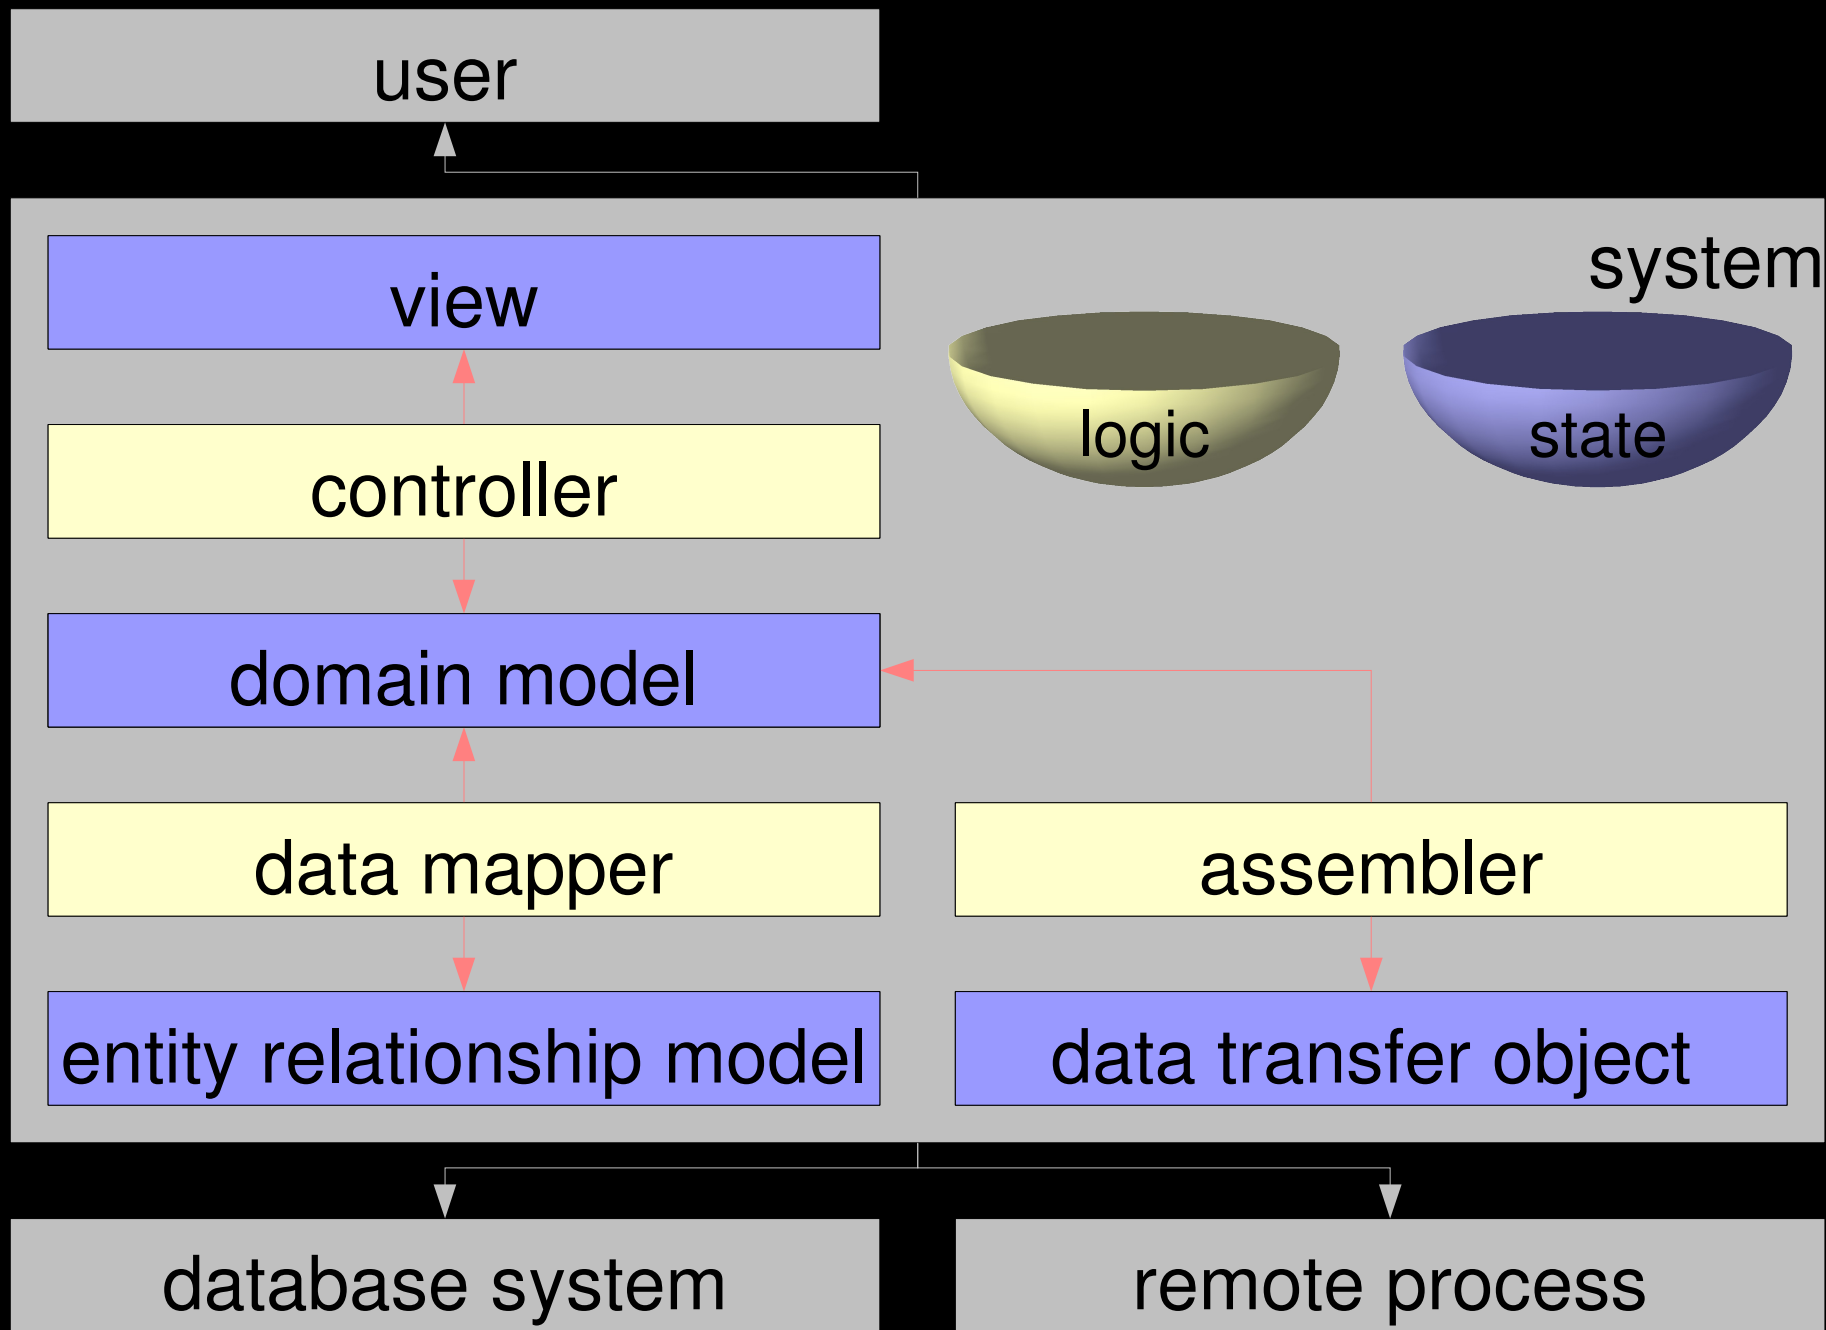 user
system
view
logic
state
controller
domain model
data mapper
assembler
entity relationship model
data transfer object
database system
remote process